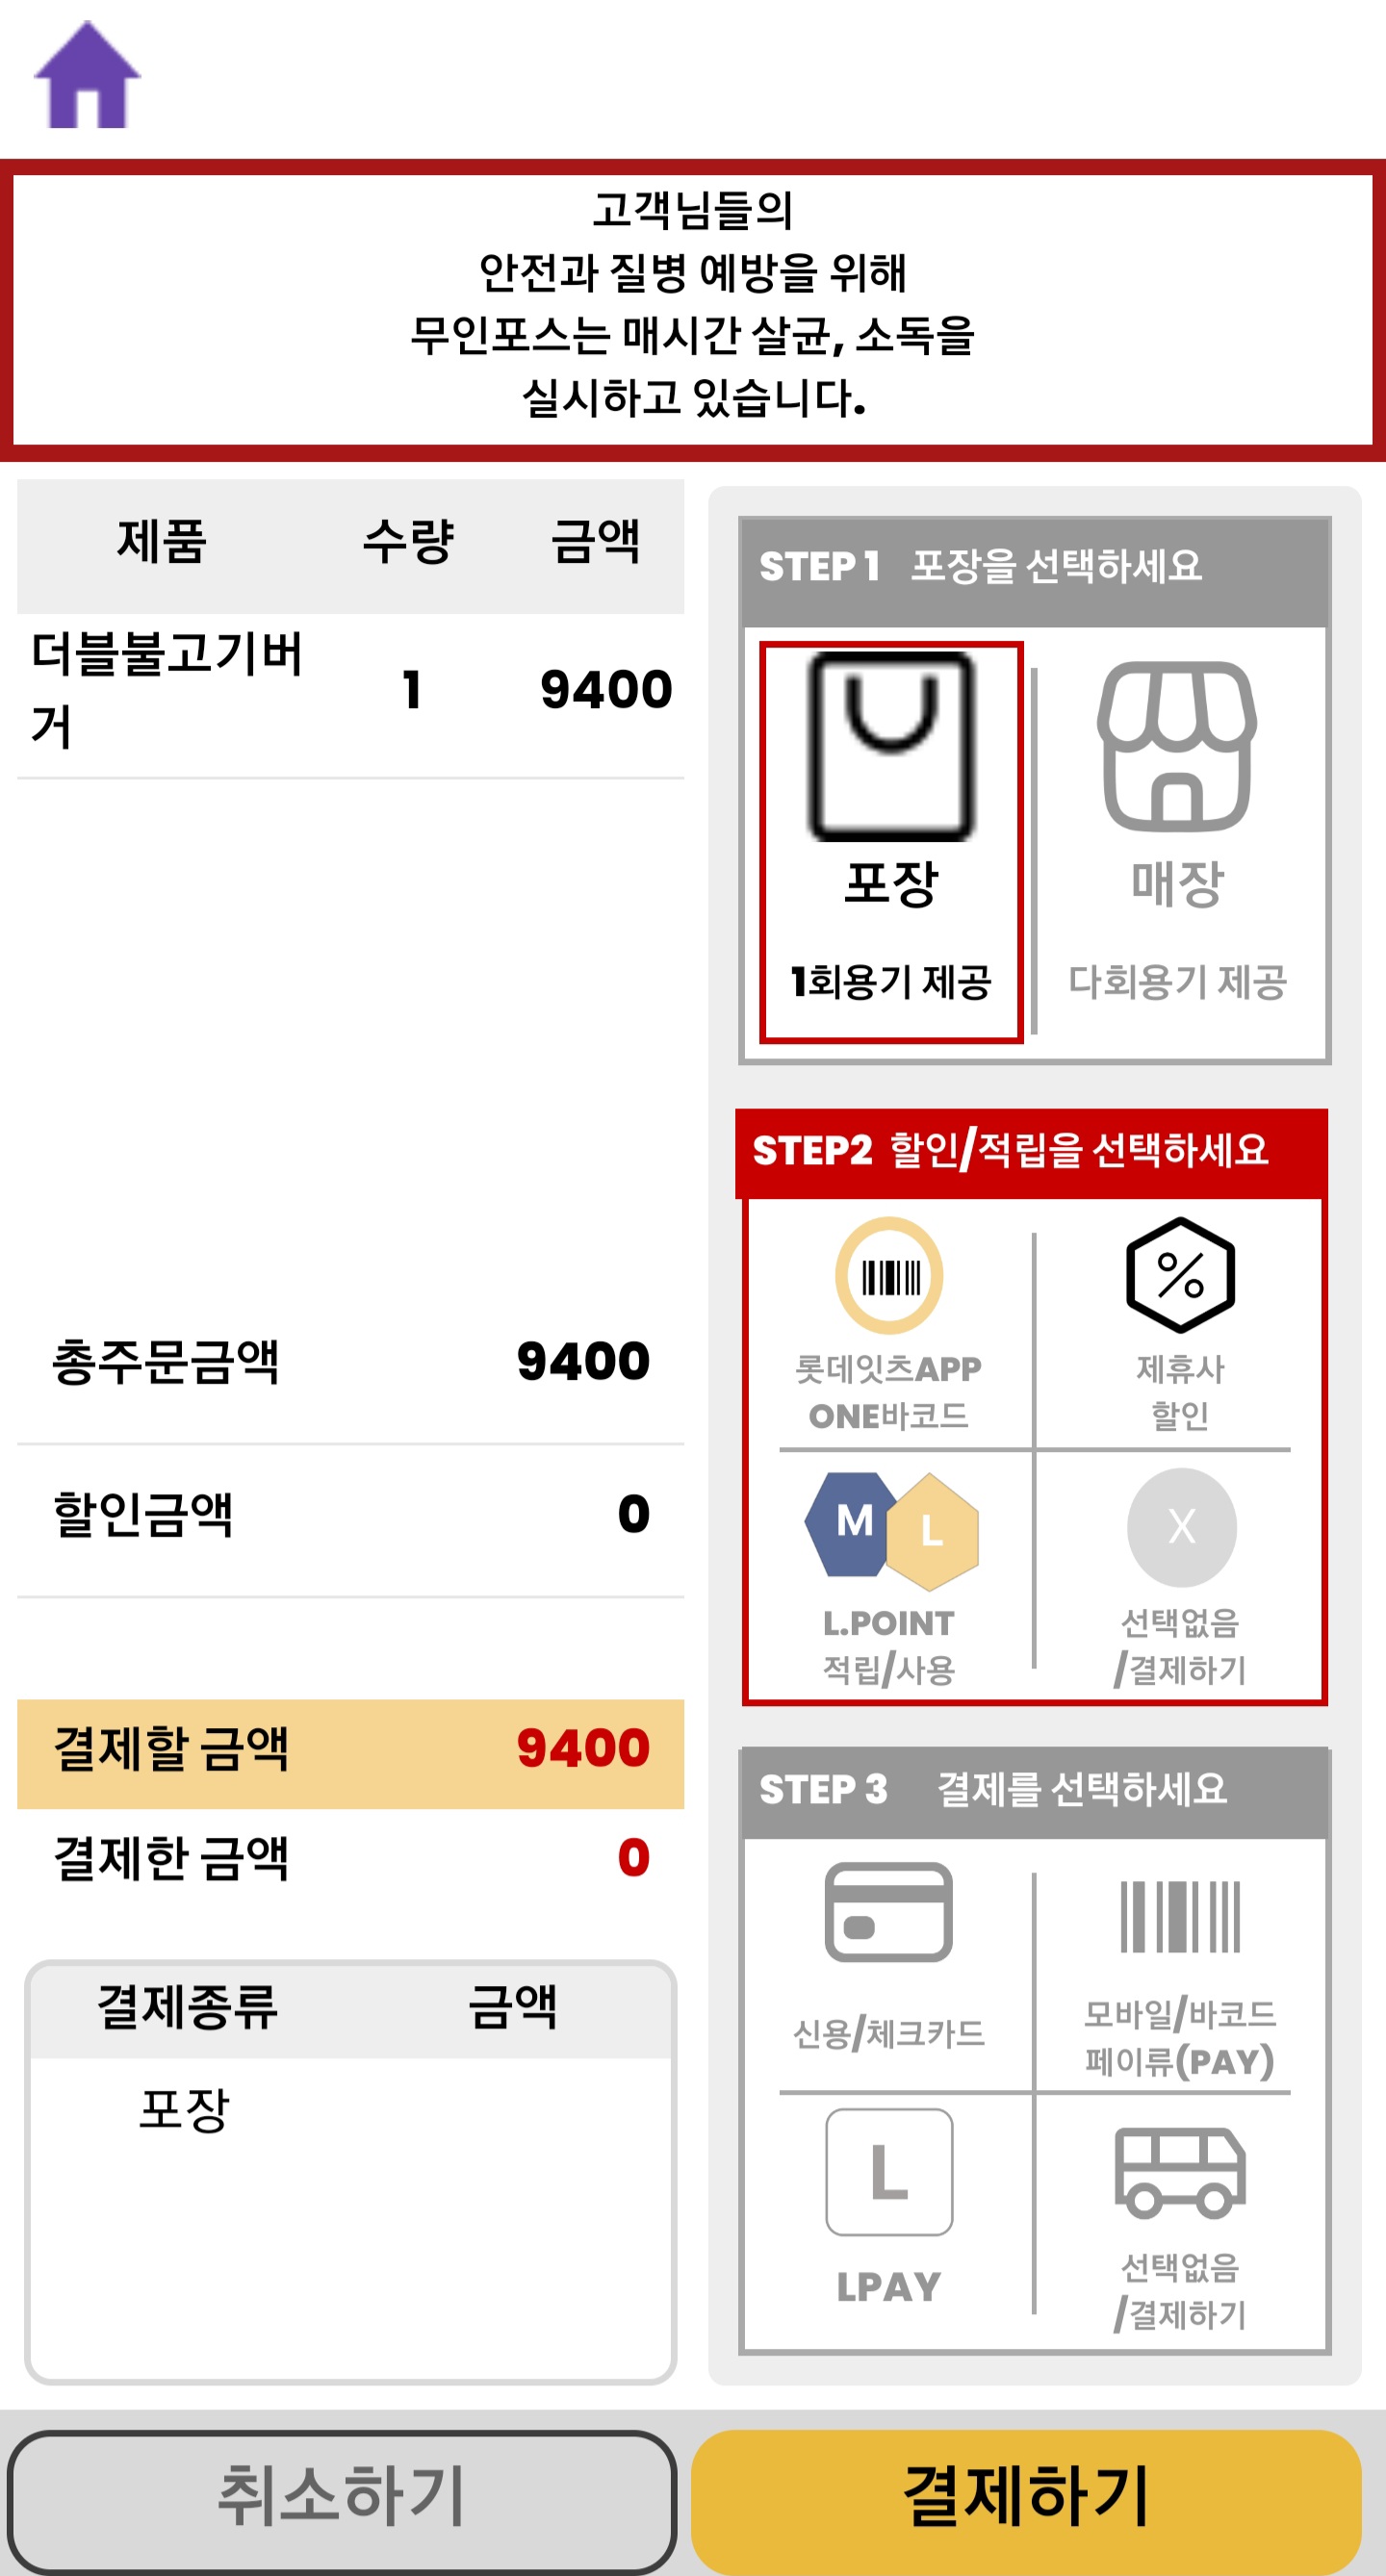 고객님들의
안전과 질병 예방을 위해
무인포스는 매시간 살균, 소독을
실시하고 있습니다.
제품 수량 금액
더블불고기버
거
1 9400
총주문금액 9400
할인금액 0
결제할 금액 9400
결제한 금액 0
결제종류 금액
포장
STEP 1 포장을 선택하세요
포장
1회용기 제공
매장
다회용기 제공
STEP2 할인/적립을 선택하세요
롯데잇츠APP
ONE바코드
%
제휴사
할인
M L
L.POINT
적립/사용
X
선택없음
/결제하기
STEP 3 결제를 선택하세요
신용/체크카드
모바일/바코드
페이류(PAY)
L
LPAY
선택없음
/결제하기
취소하기 결제하기